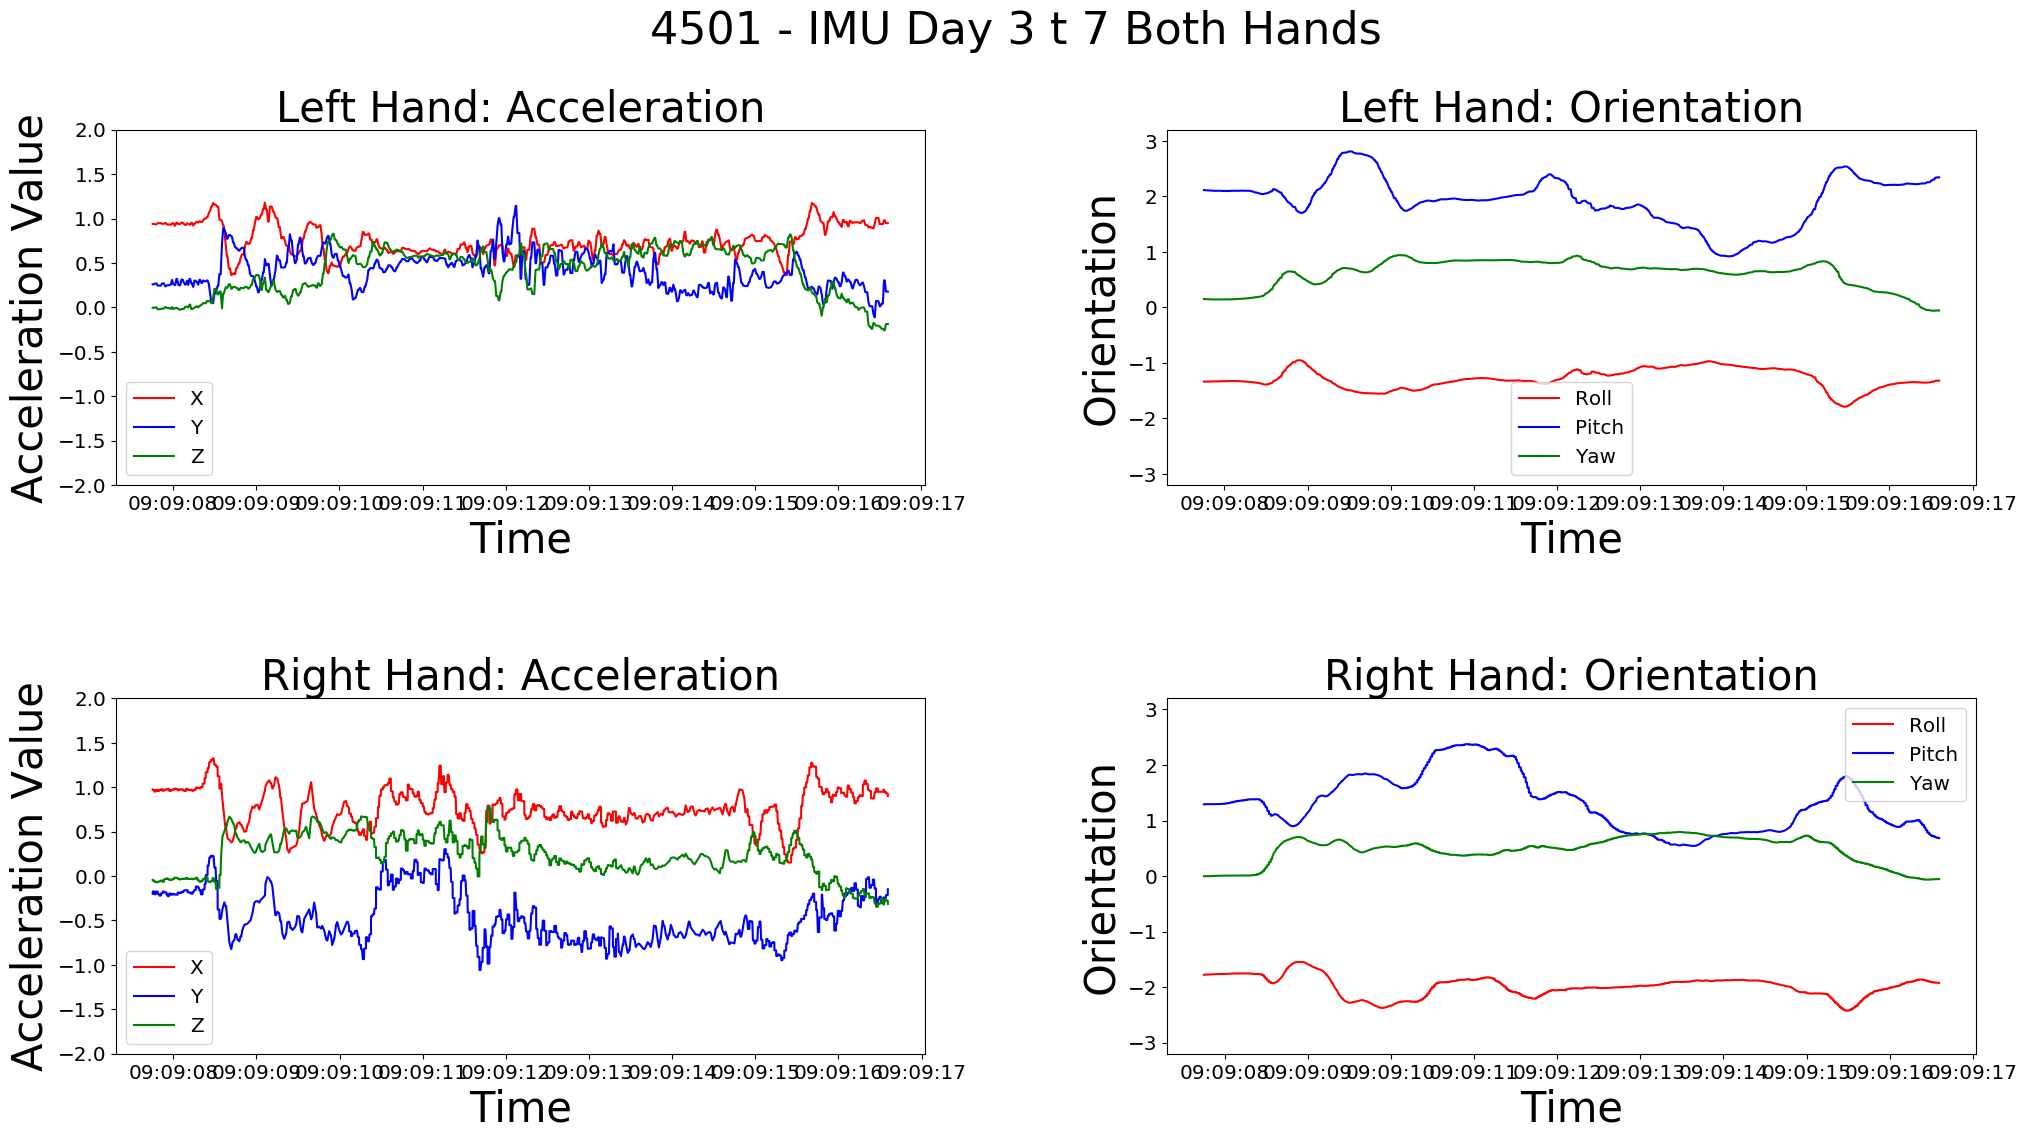 4501 - IMU Day 3 t 7 Both Hands
Left Hand: Acceleration
Acceleration Value
2.0
1.5
1.0
0.5
0.0
−0.5
−1.0
−1.5
−2.0
X
Y
Z
09:09:08 09:09:09 09:09:10 09:09:11 09:09:12 09:09:13 09:09:14 09:09:15 09:09:16 09:09:17
Time
Left Hand: Orientation
Orientation
3
2
1
0
−1
−2
−3
Roll
Pitch
Yaw
09:09:08 09:09:09 09:09:10 09:09:11 09:09:12 09:09:13 09:09:14 09:09:15 09:09:16 09:09:17
Time
Right Hand: Acceleration
Acceleration Value
2.0
1.5
1.0
0.5
0.0
−0.5
−1.0
−1.5
−2.0
X
Y
Z
09:09:08 09:09:09 09:09:10 09:09:11 09:09:12 09:09:13 09:09:14 09:09:15 09:09:16 09:09:17
Time
Right Hand: Orientation
Orientation
3
2
1
0
−1
−2
−3
Roll
Pitch
Yaw
09:09:08 09:09:09 09:09:10 09:09:11 09:09:12 09:09:13 09:09:14 09:09:15 09:09:16 09:09:17
Time